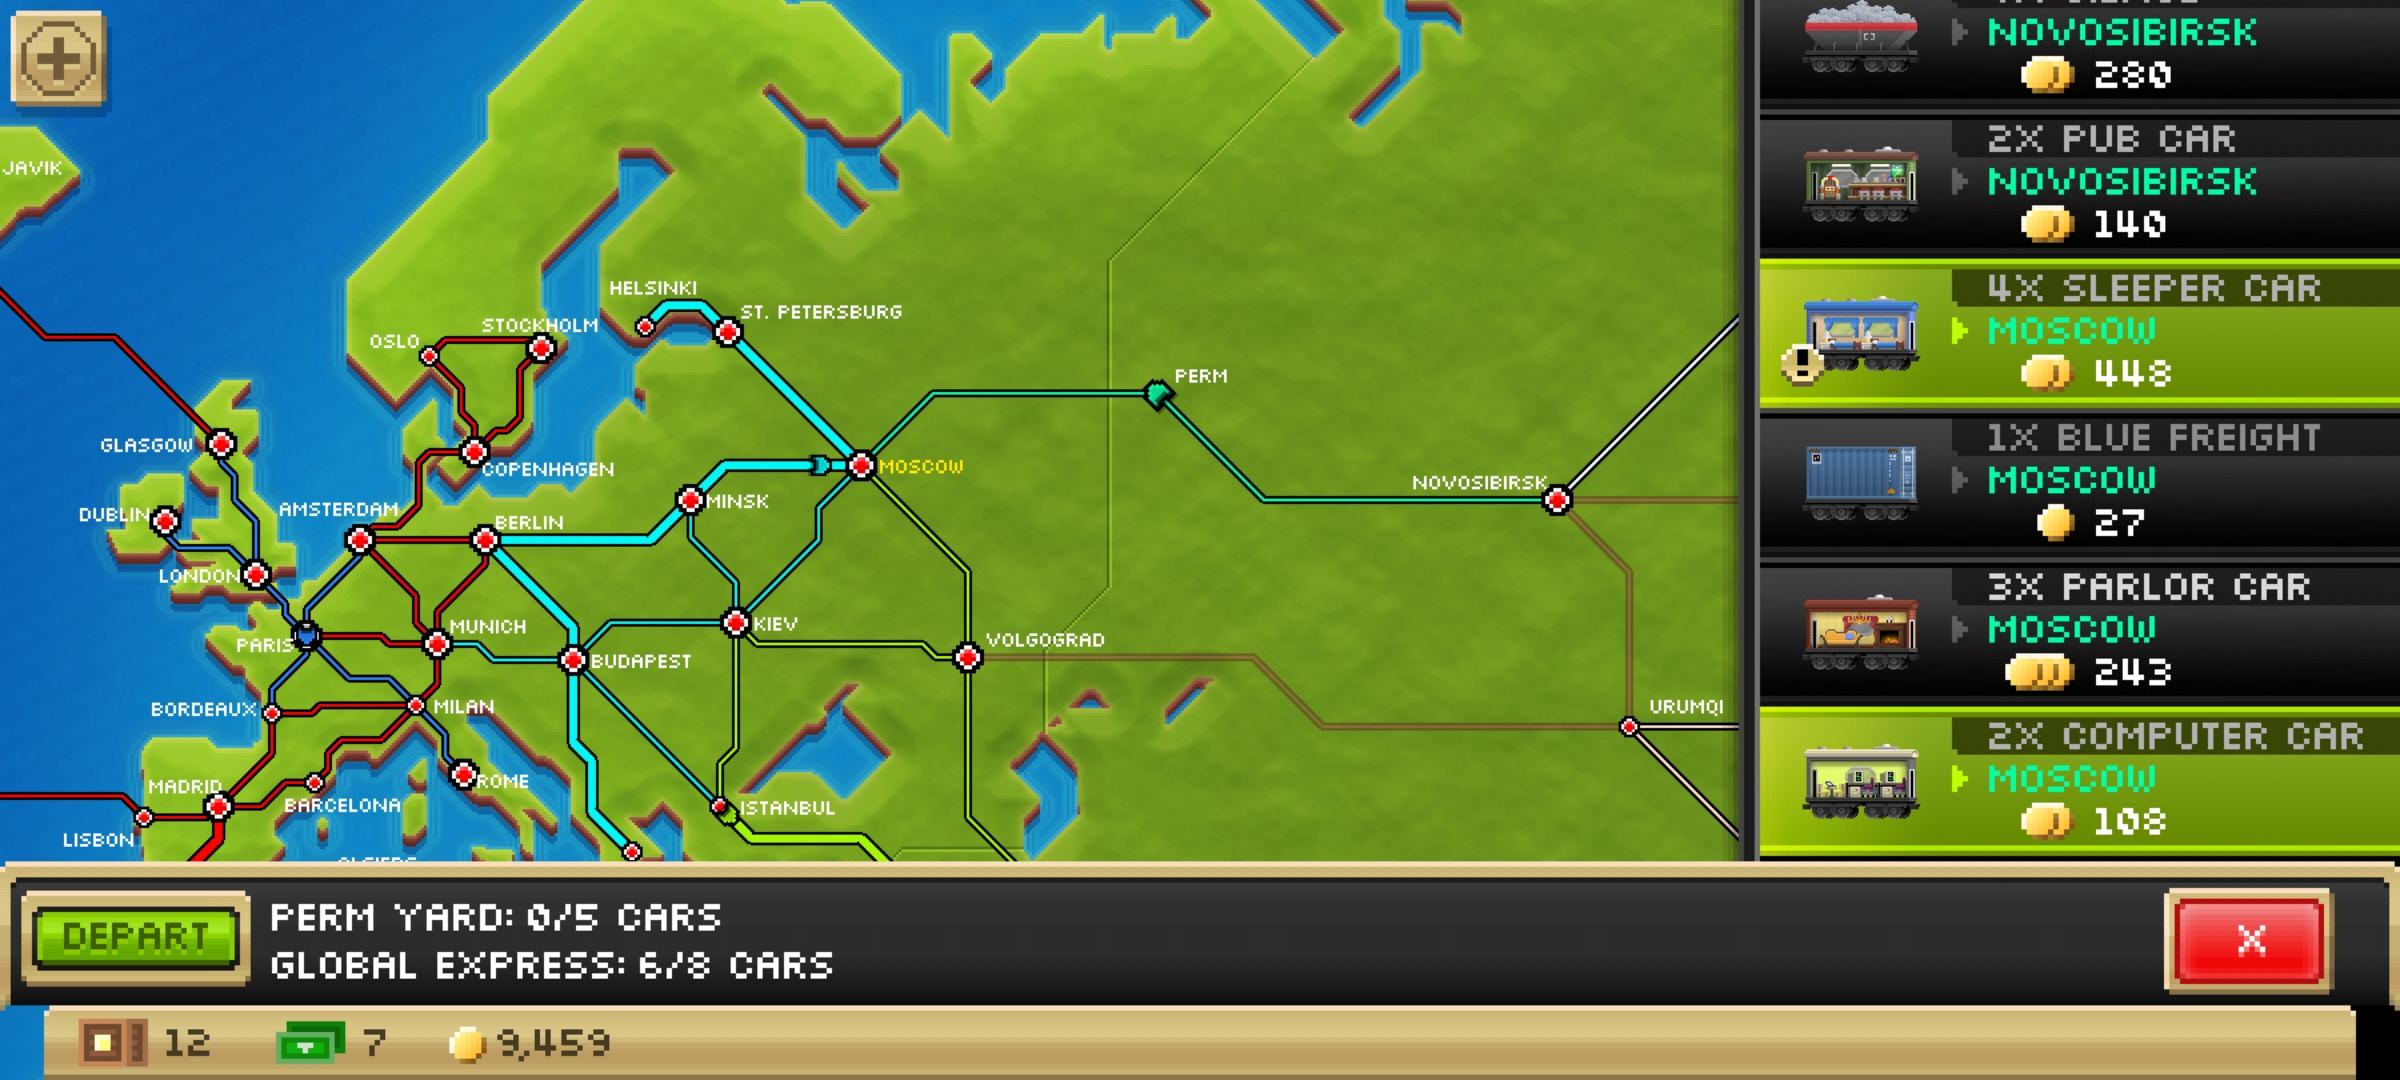 JAVIK
HELSINKI
ST. PETERSBURG
STOCKHOLM
OSLO
PERM
GLASGOW
COPENHAGEN
MOSCOW
NOVOSIBIRSK
MINSK
AMSTERDAM
DUBLIN
BERLIN
LONDON
KIEV
MUNICH
VOLGOGRAD
PARIS
BUDAPEST
BORDEAUX
MILAN
URUMQI
MADRID
ROME
BARCELONA
ISTANBUL
LISBON
NOVOSIBIRSK
280
2X PUB CAR
NOVOSIBIRSK
140
4X SLEEPER CAR
MOSCOW
448
1X BLUE FREIGHT
MOSCOW
27
3X PARLOR CAR
MOSCOW
243
2X COMPUTER CAR
MOSCOW
108
DEPART
PERM YARD: 0/5 CARS
GLOBAL EXPRESS: 6/8 CARS
X
12
7
9,459